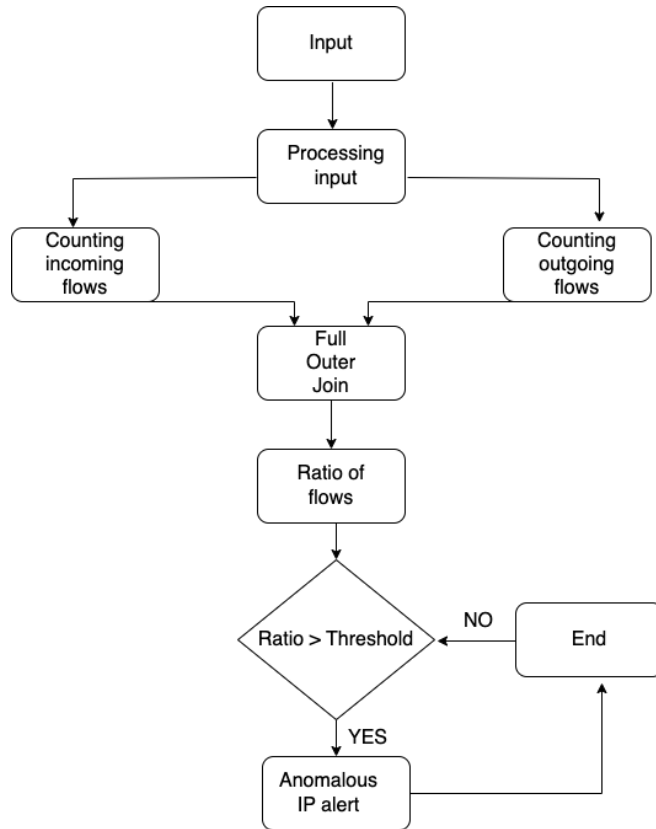 Input
Processing
input
Counting
incoming
flows
Counting
outgoing
flows
Full
Outer
Join
Ratio of
flows
Ratio > Threshold
NO
End
YES
Anomalous
IP alert